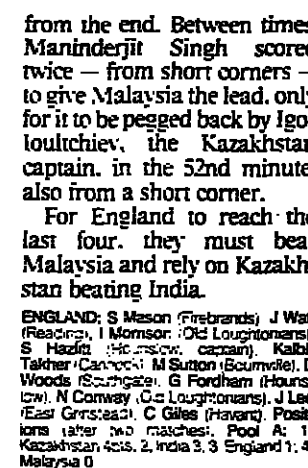 from the end. Between times
Maninderjit Singh score
twice — from short corners —
to give Malaysia the lead. only
for it to be pegged back by Igo
Ioultchiev, the Kazakhstan
captain. in the 52nd minute
also from a short corner.
For England to reach the
last four. they must bea
Malaysia and rely on Kazakh-
stan beating India.
ENGLAND: S Mason (Firebrands) J Wa
(Reading), I Morrison (Old Loughtonians)
S Hazlitt (Hounslow, captain). Kalbi
Takher (Cannock) M Sutton (Bournville). D
Woods (Southgate). G Fordham (Houns
low). N Conway (Old Loughtonians). J Lee
(East Grinstead). C Giles (Havant). Posit
ions (after two matches). Pool A: 1
Kazakhstan 4pts. 2, India 3, 3 England 1; 4
Malaysia 0